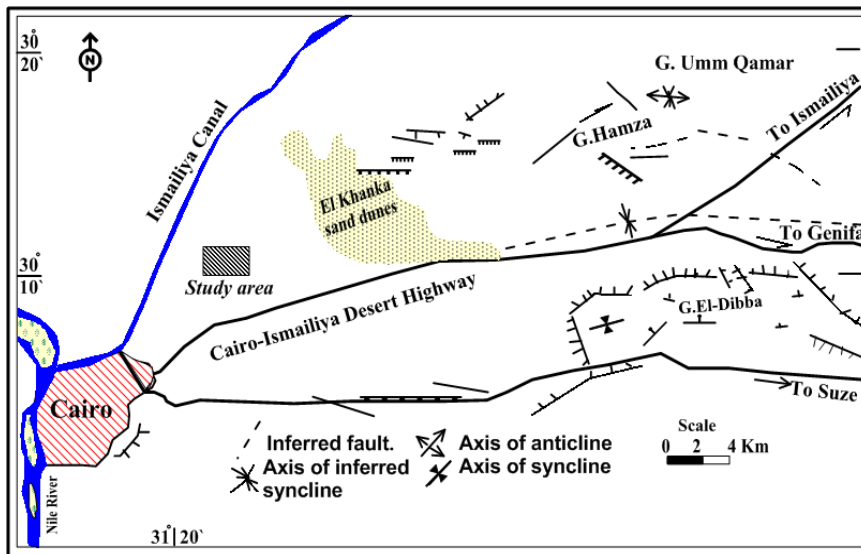 30°
20`
N
G. Umm Qamar
To Ismailiya
G.Hamza
Ismailiya Canal
El Khanka
sand dunes
To Genifa
30°
10`
Study area
Cairo-Ismailiya Desert Highway
G.El-Dibba
To Suze
Cairo
Inferred fault.
Axis of inferred
syncline
Axis of anticline
Axis of syncline
Scale
0 2 4 Km
Nile River
31° 20`